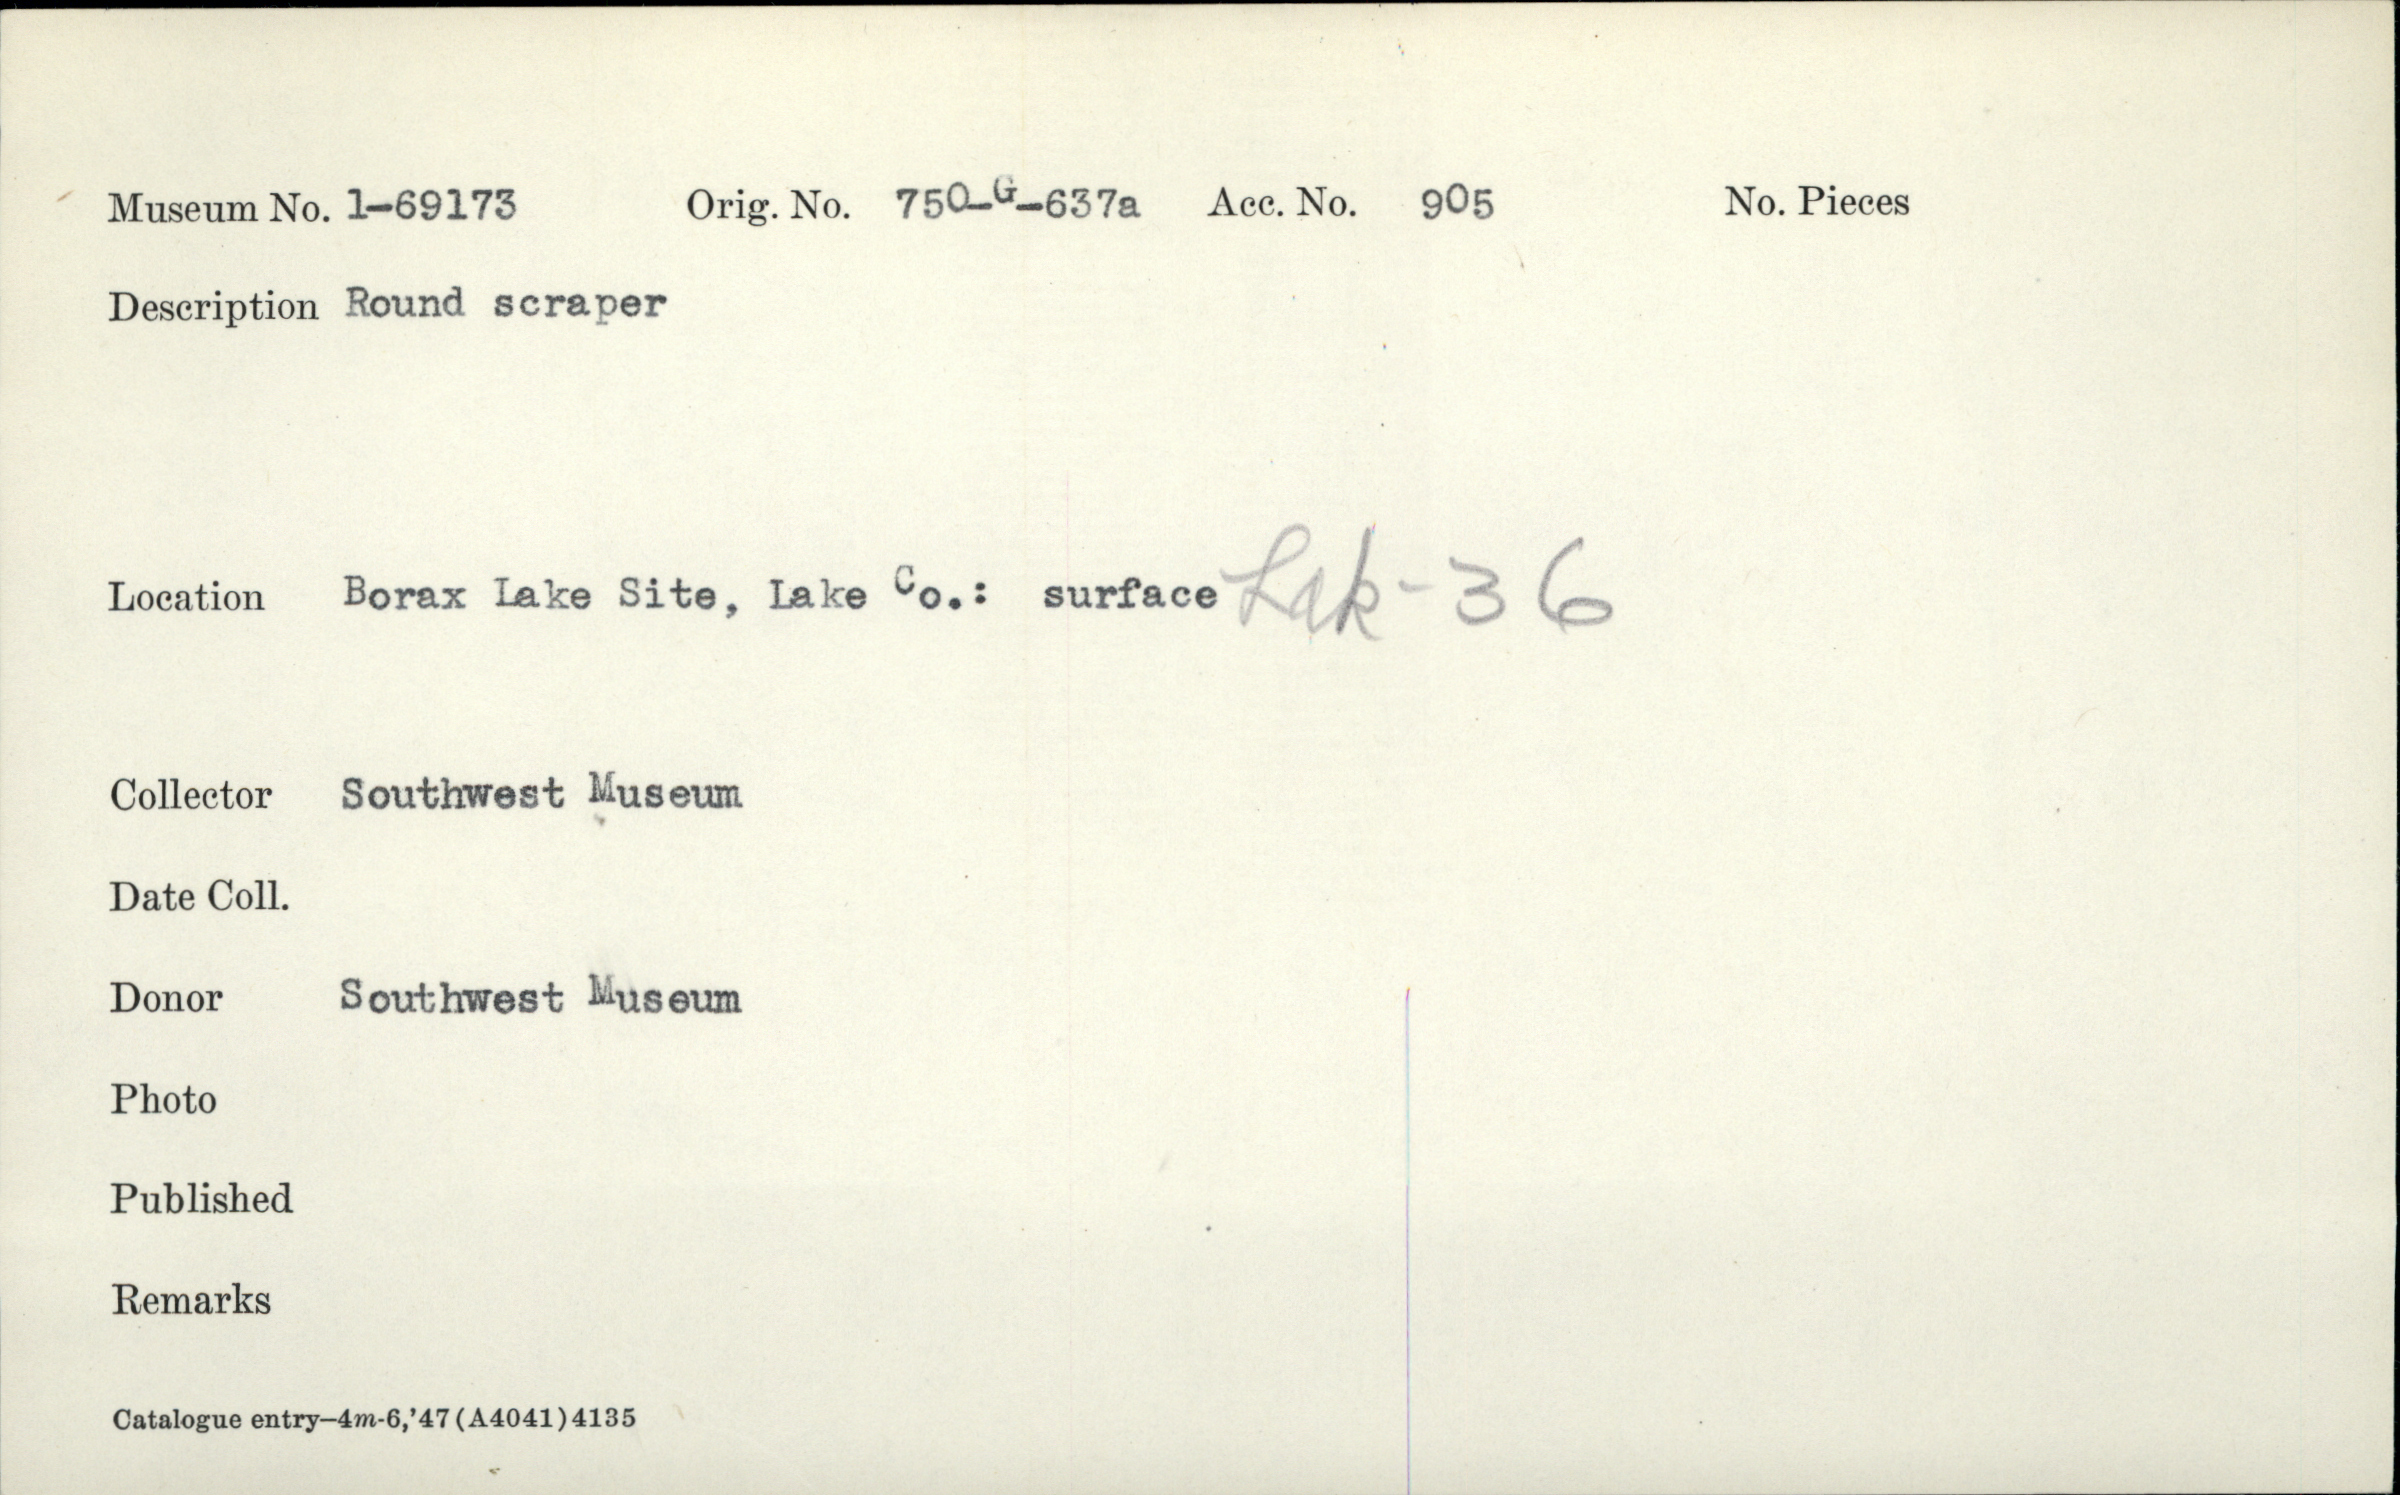 Museum No. 1-69173 Orig. No. 750-G-637a Acc. No. 905 No. Pieces
Description Round scraper
Location Borax Lake Site, Lake Co.: surface Lak-36
Collector Southwest Museum
Date Coll.
Donor Southwest Museum
Photo
Published
Remarks
Catalogue entry—4m-6,'47(A4041)4135